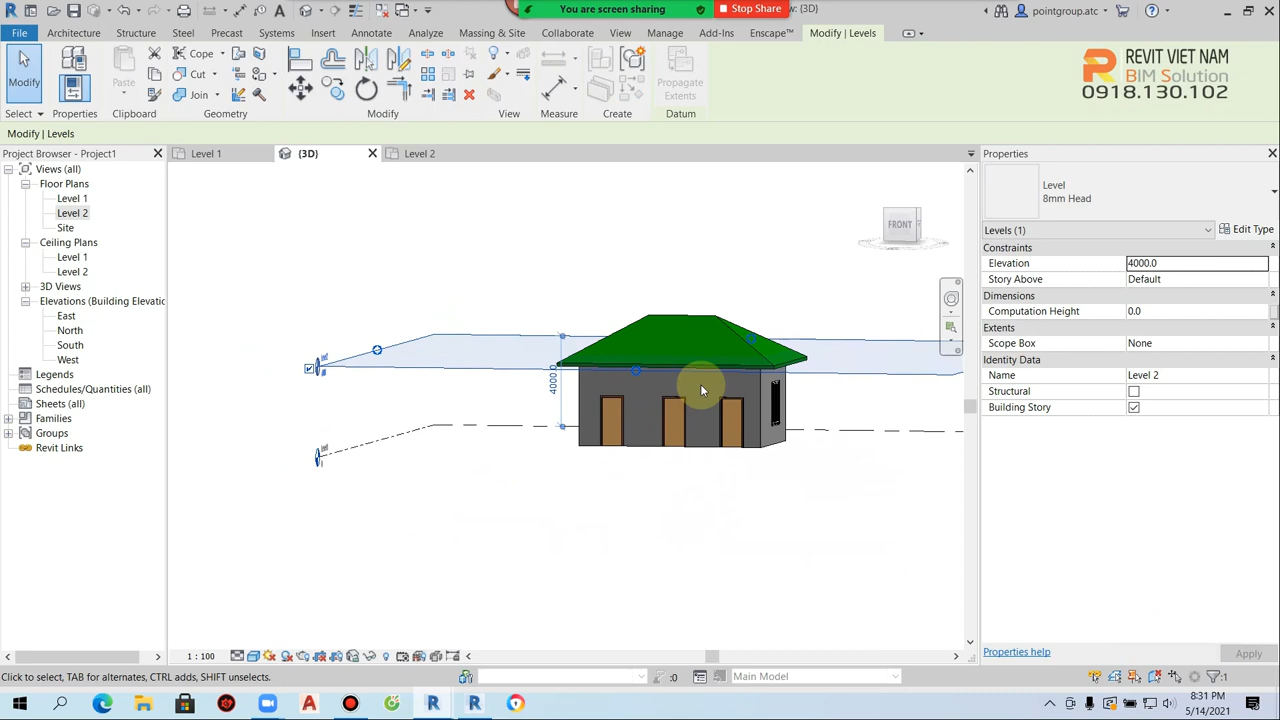 You are screen sharing
Stop Share
w: (3D)
pointgroup.atc
File
Architecture
Structure
Steel
Precast
Systems
Insert
Annotate
Analyze
Massing & Site
Collaborate
View
Manage
Add-Ins
Enscape™
Modify | Levels
Modify
Paste
Cope
Cut
Join
Propagate
Extents
Select
Properties
Clipboard
Geometry
Modify
View
Measure
Create
Datum
REVIT VIET NAM
BIM Solution
0918.130.102
Modify | Levels
Project Browser - Project1
Views (all)
Floor Plans
Level 1
Level 2
Site
Ceiling Plans
Level 1
Level 2
3D Views
Elevations (Building Elevatio
East
North
South
West
Legends
Schedules/Quantities (all)
Sheets (all)
Families
Groups
Revit Links
Level 1
(3D)
Level 2
FRONT
4000.0
Properties
Level
8mm Head
Levels (1)
Edit Type
Constraints
Elevation
4000.0
Story Above
Default
Dimensions
Computation Height
0.0
Extents
Scope Box
None
Identity Data
Name
Level 2
Structural
Building Story
Properties help
Apply
1 : 100
Click to select, TAB for alternates, CTRL adds, SHIFT unselects.
:0
Main Model
:1
8:31 PM
5/14/2021